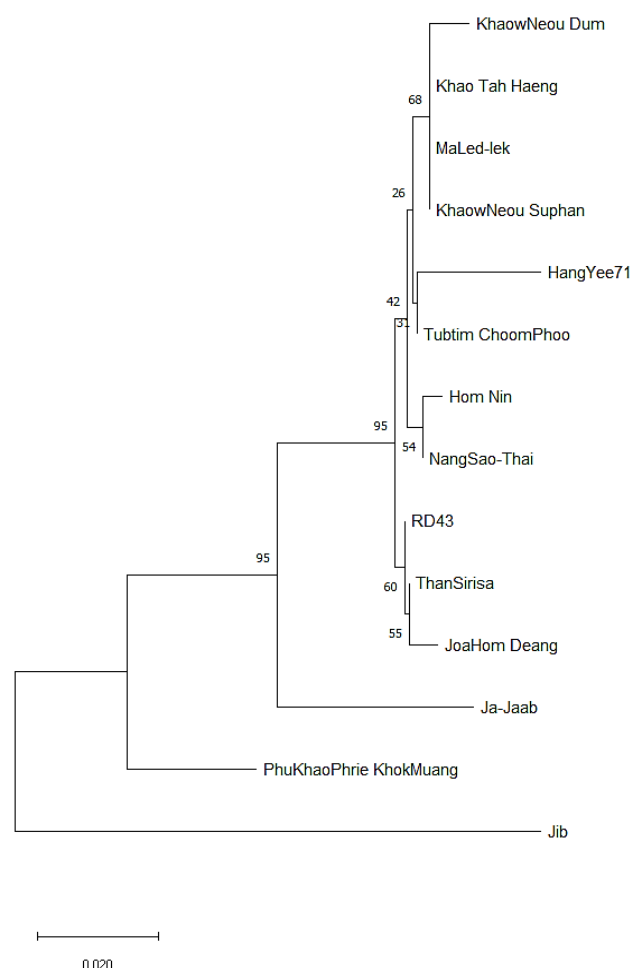 KhaowNeou Dum
Khao Tah Haeng
68
MaLed-lek
26
KhaowNeou Suphan
HangYee71
42
31
Tubtim ChoomPhoo
Hom Nin
95
54
NangSao-Thai
RD43
95
ThanSirisa
60
55
JoaHom Deang
Ja-Jaab
PhuKhaoPhrie KhokMuang
Jib
0.020